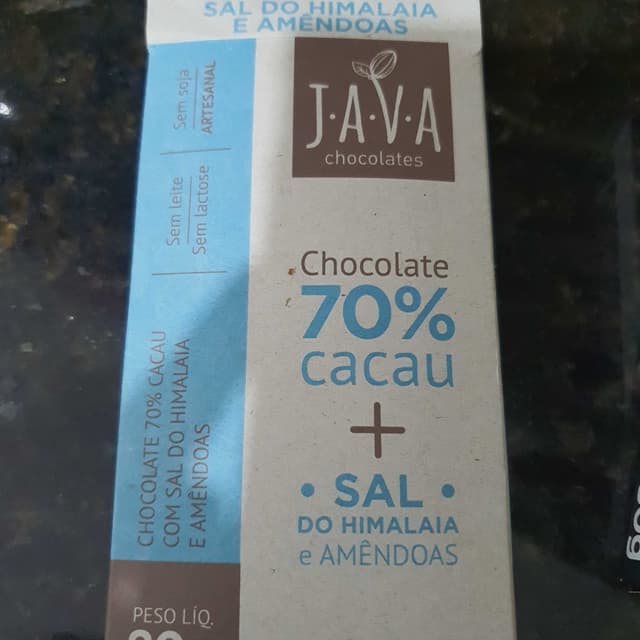 SAL DO HIMALAIA
E AMÊNDOAS
J·A·V·A
chocolates
Chocolate
70%
cacau
+
• SAL •
DO HIMALAIA
e AMÊNDOAS
Sem soja
ARTESANAL
Sem leite
Sem lactose
CHOCOLATE 70% CACAU
COM SAL DO HIMALAIA
E AMÊNDOAS
PESO LÍQ.